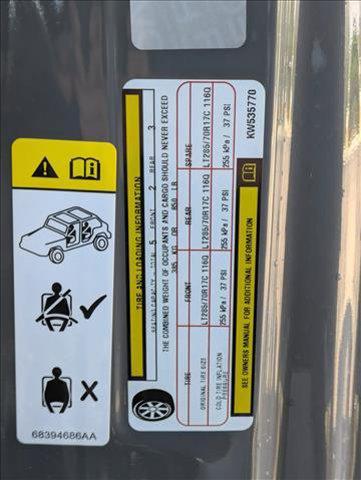 TIRE AND LOADING INFORMATION
SEATING CAPACITY - TOTAL 5 FRONT 2 REAR 3
THE COMBINED WEIGHT OF OCCUPANTS AND CARGO SHOULD NEVER EXCEED
385 KG OR 850 LB
TIRE FRONT REAR SPARE
ORIGINAL TIRE SIZE LT285/70R17C 116Q LT285/70R17C 116Q LT285/70R17C 116Q
COLD TIRE INFLATION PRESSURE 255 kPa / 37 PSI 255 kPa / 37 PSI 255 kPa / 37 PSI
SEE OWNERS MANUAL FOR ADDITIONAL INFORMATION
KW535770
68394686AA